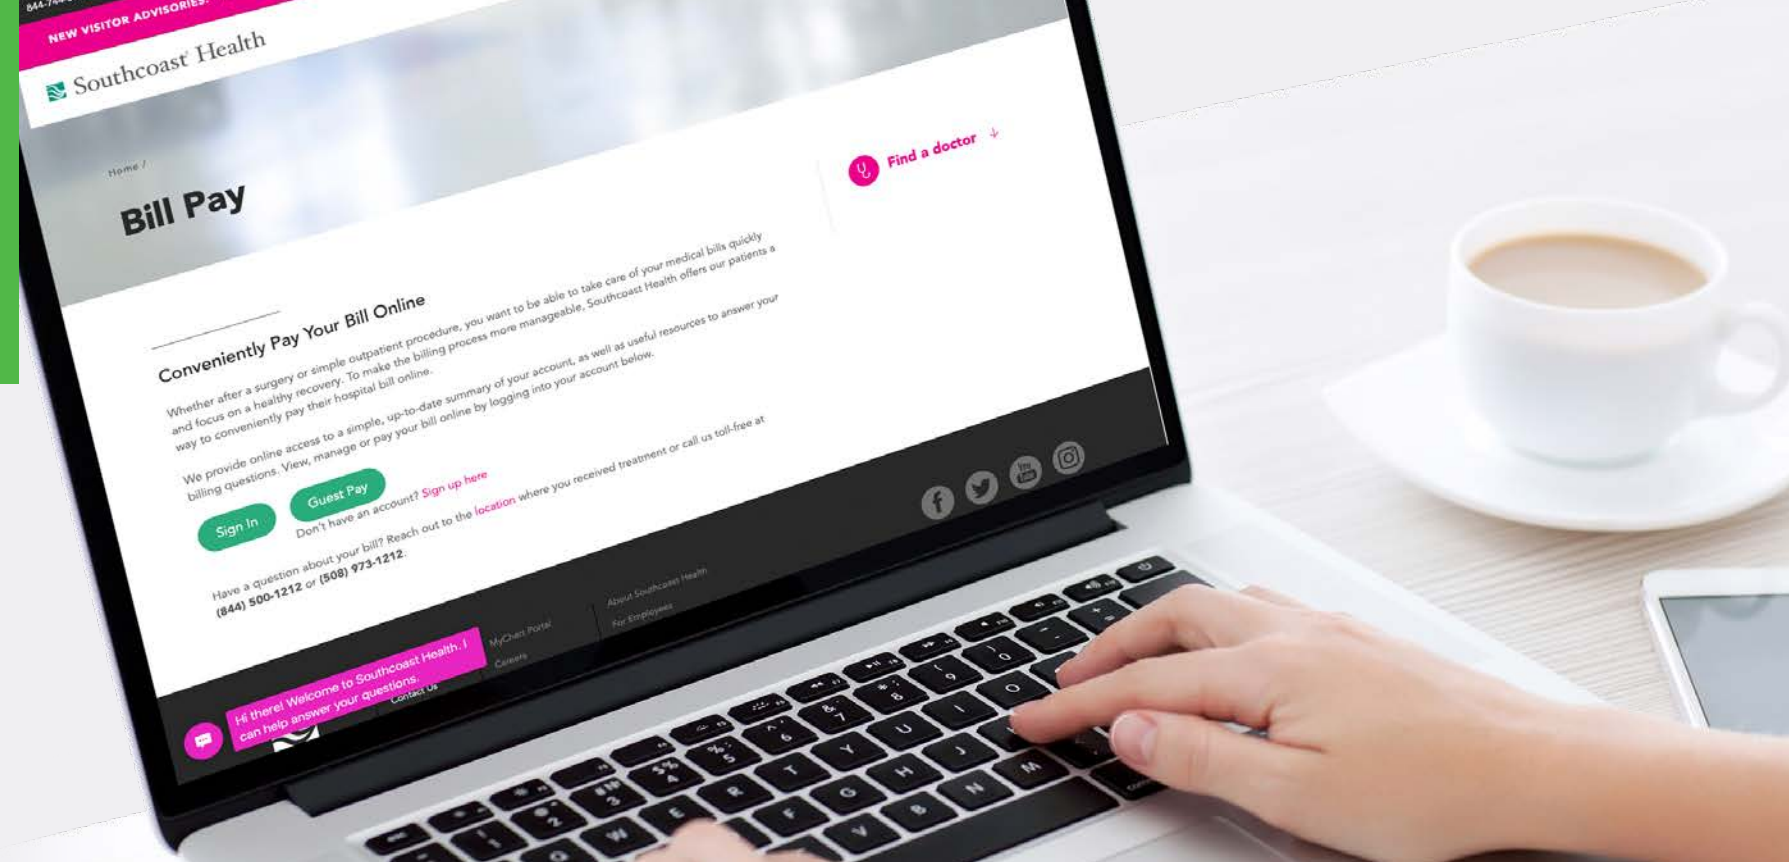 NEW VISITOR ADVISORIES:
Southcoast Health
Home /
Bill Pay
Find a doctor
Conveniently Pay Your Bill Online
Whether after a surgery or simple outpatient procedure, you want to be able to take care of your medical bills quickly
and focus on a healthy recovery. To make the billing process more manageable, Southcoast Health offers our patients a
way to conveniently pay their hospital bill online.
We provide online access to a simple, up-to-date summary of your account, as well as useful resources to answer your
billing questions. View, manage or pay your bill online by logging into your account below.
Sign In
Guest Pay
Don't have an account? Sign up here
Have a question about your bill? Reach out to the location where you received treatment or call us toll-free at
(844) 500-1212 or (508) 973-1212.
MyChart Portal
Careers
Contact Us
About Southcoast Health
For Employees
Hi there! Welcome to Southcoast Health. I
can help answer your questions.